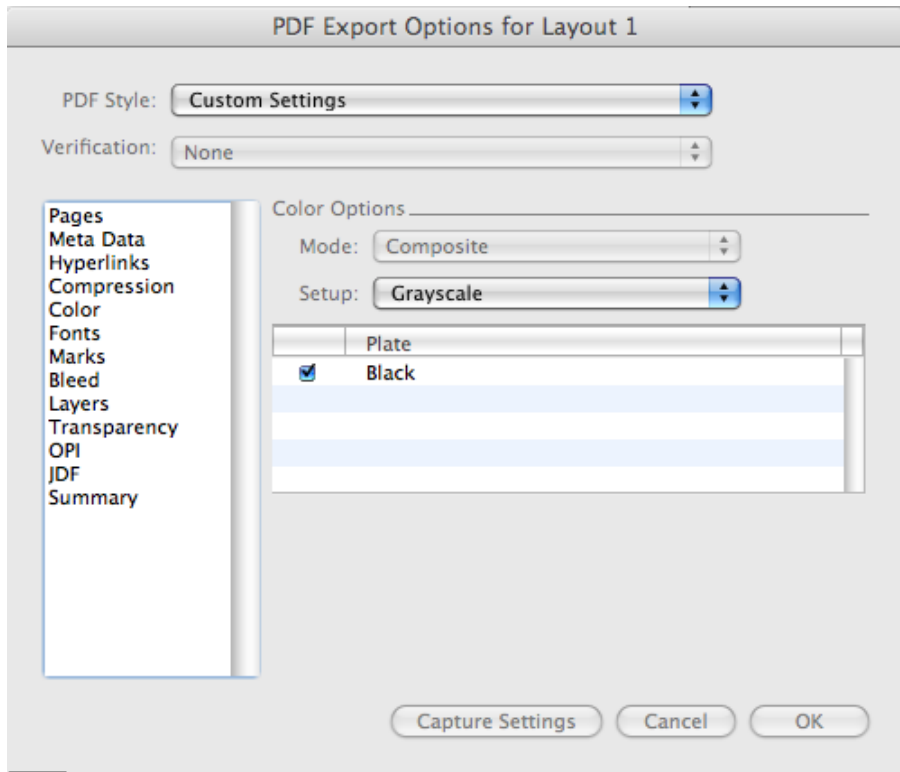 PDF Export Options for Layout 1
PDF Style: Custom Settings
Verification: None
Pages
Meta Data
Hyperlinks
Compression
Color
Fonts
Marks
Bleed
Layers
Transparency
OPI
JDF
Summary
Color Options
Mode: Composite
Setup: Grayscale
Plate
Black
Capture Settings Cancel OK